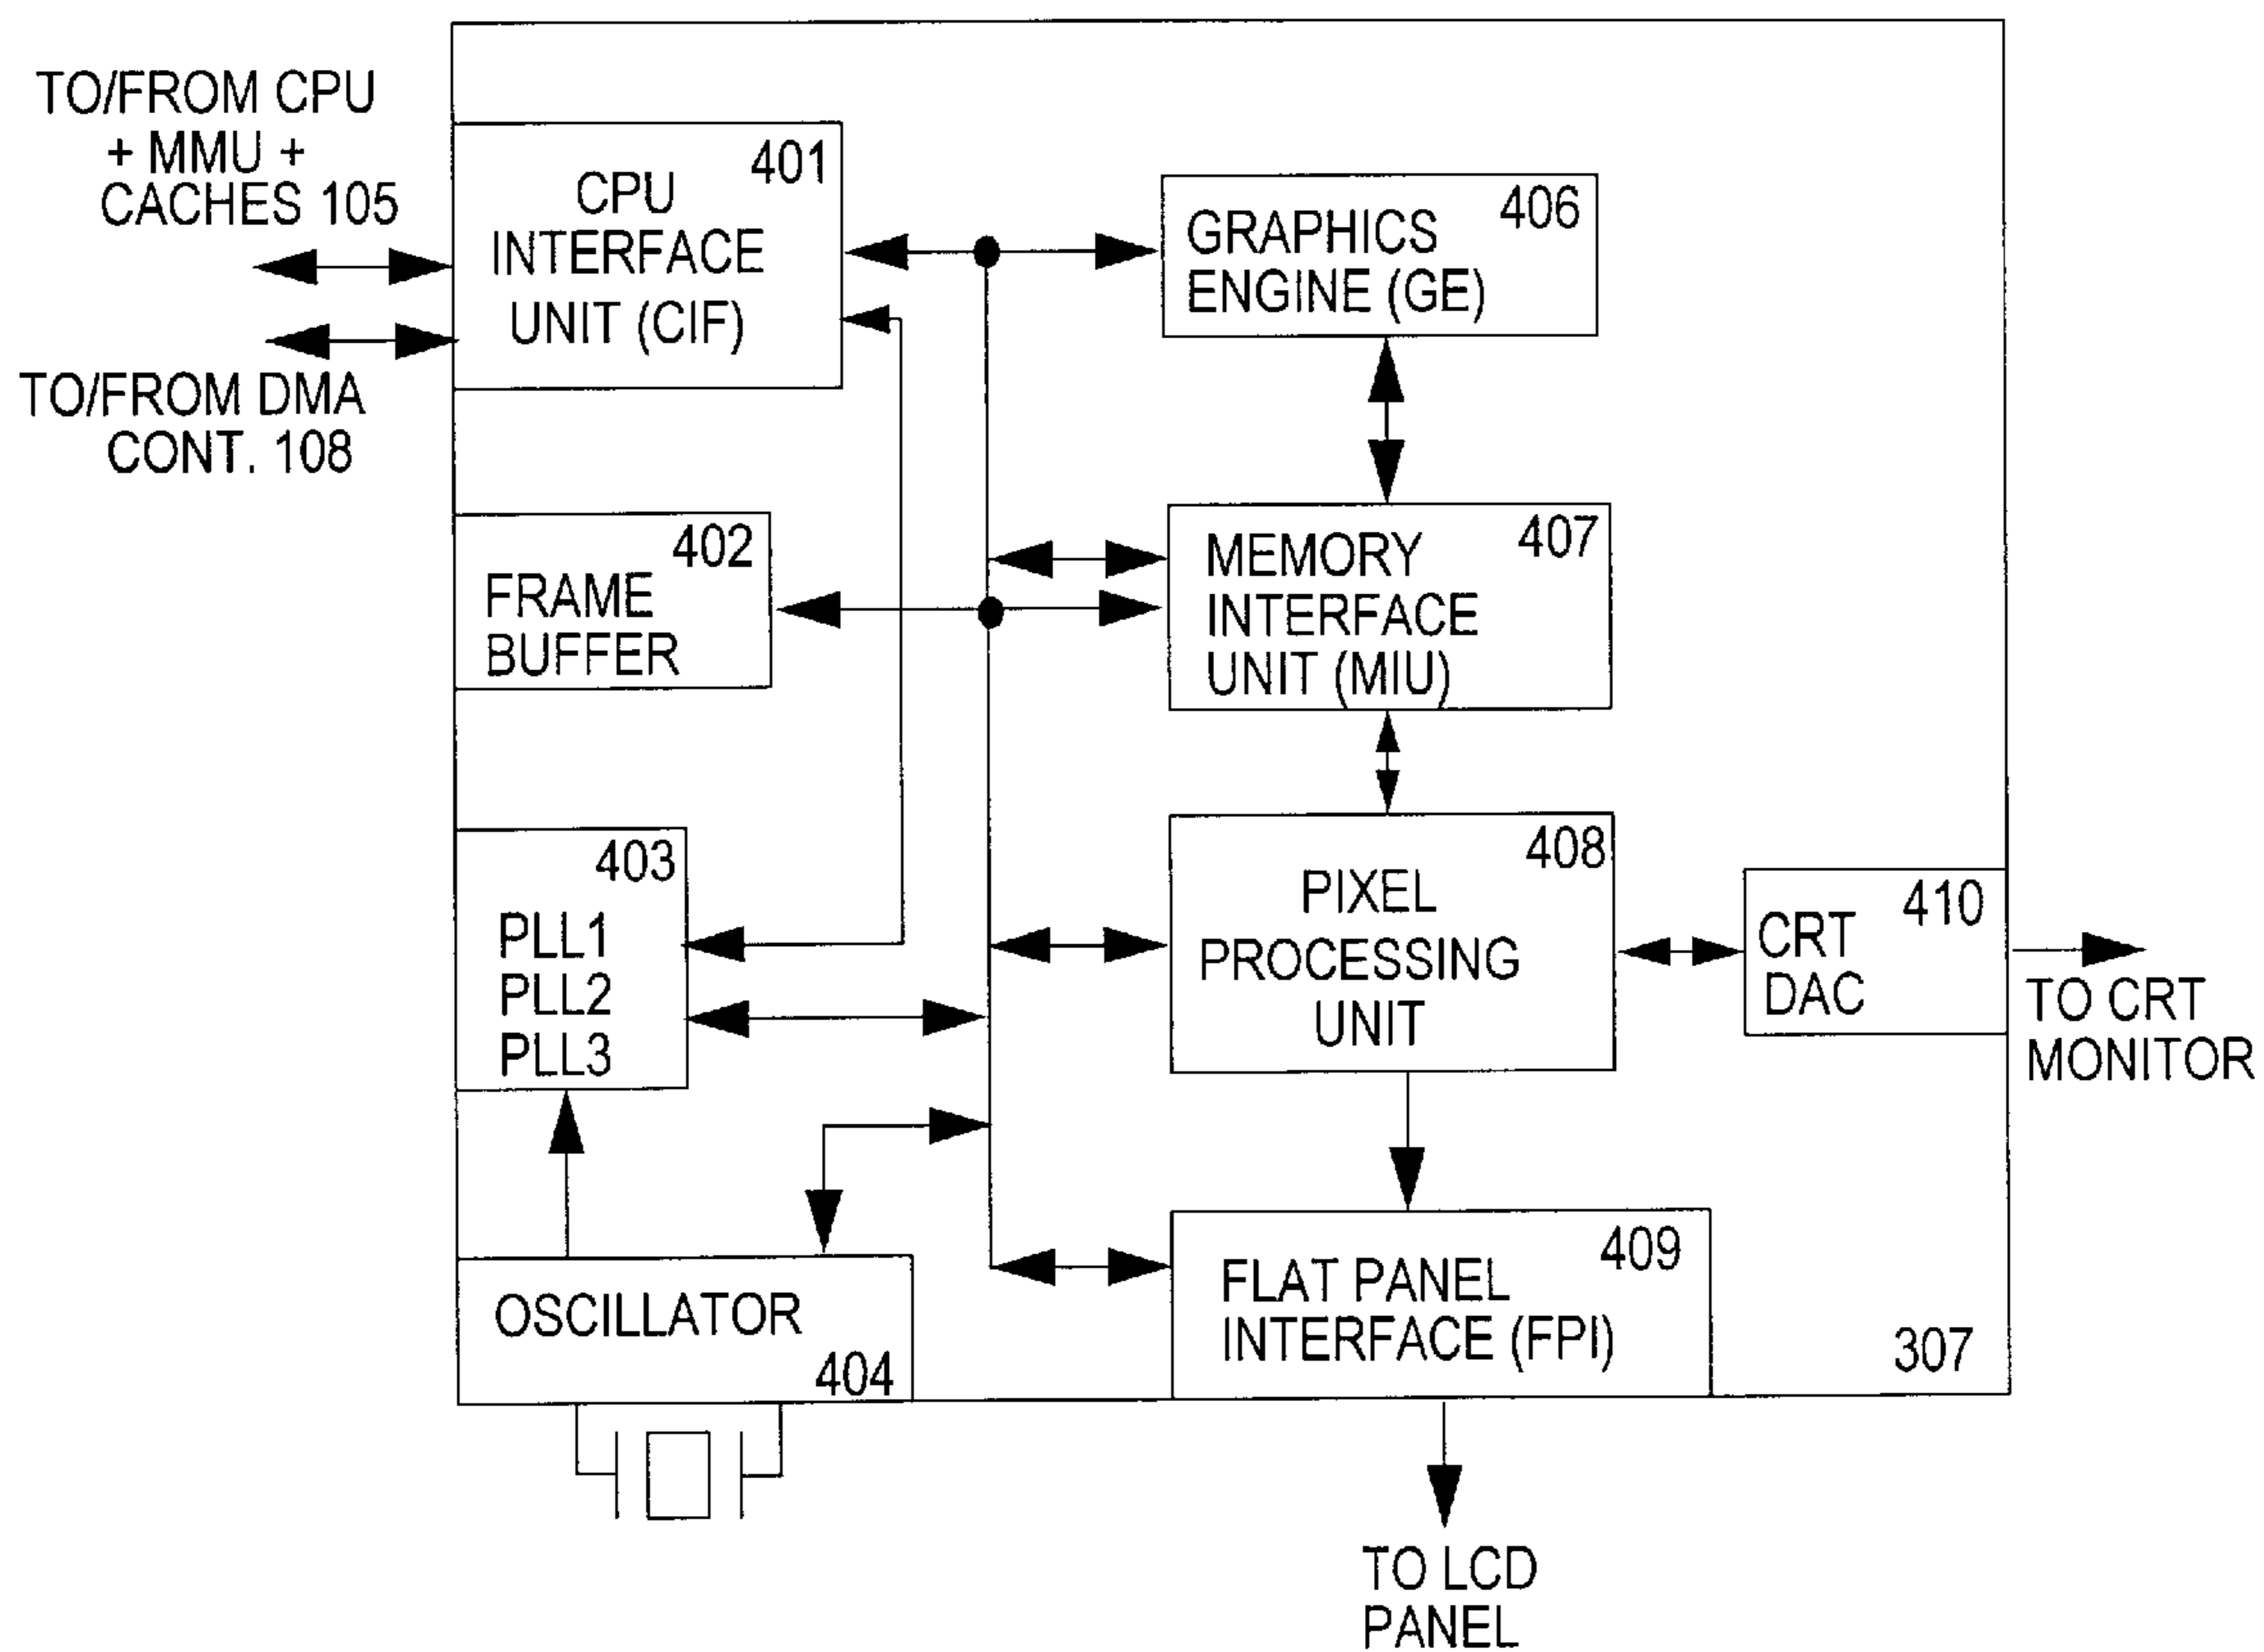 TO/FROM CPU
+ MMU +
CACHES 105
TO/FROM DMA
CONT. 108
401
CPU
INTERFACE
UNIT (CIF)
406
GRAPHICS
ENGINE (GE)
402
FRAME
BUFFER
407
MEMORY
INTERFACE
UNIT (MIU)
403
PLL1
PLL2
PLL3
408
PIXEL
PROCESSING
UNIT
410
CRT
DAC
TO CRT
MONITOR
OSCILLATOR
404
409
FLAT PANEL
INTERFACE (FPI)
307
TO LCD
PANEL